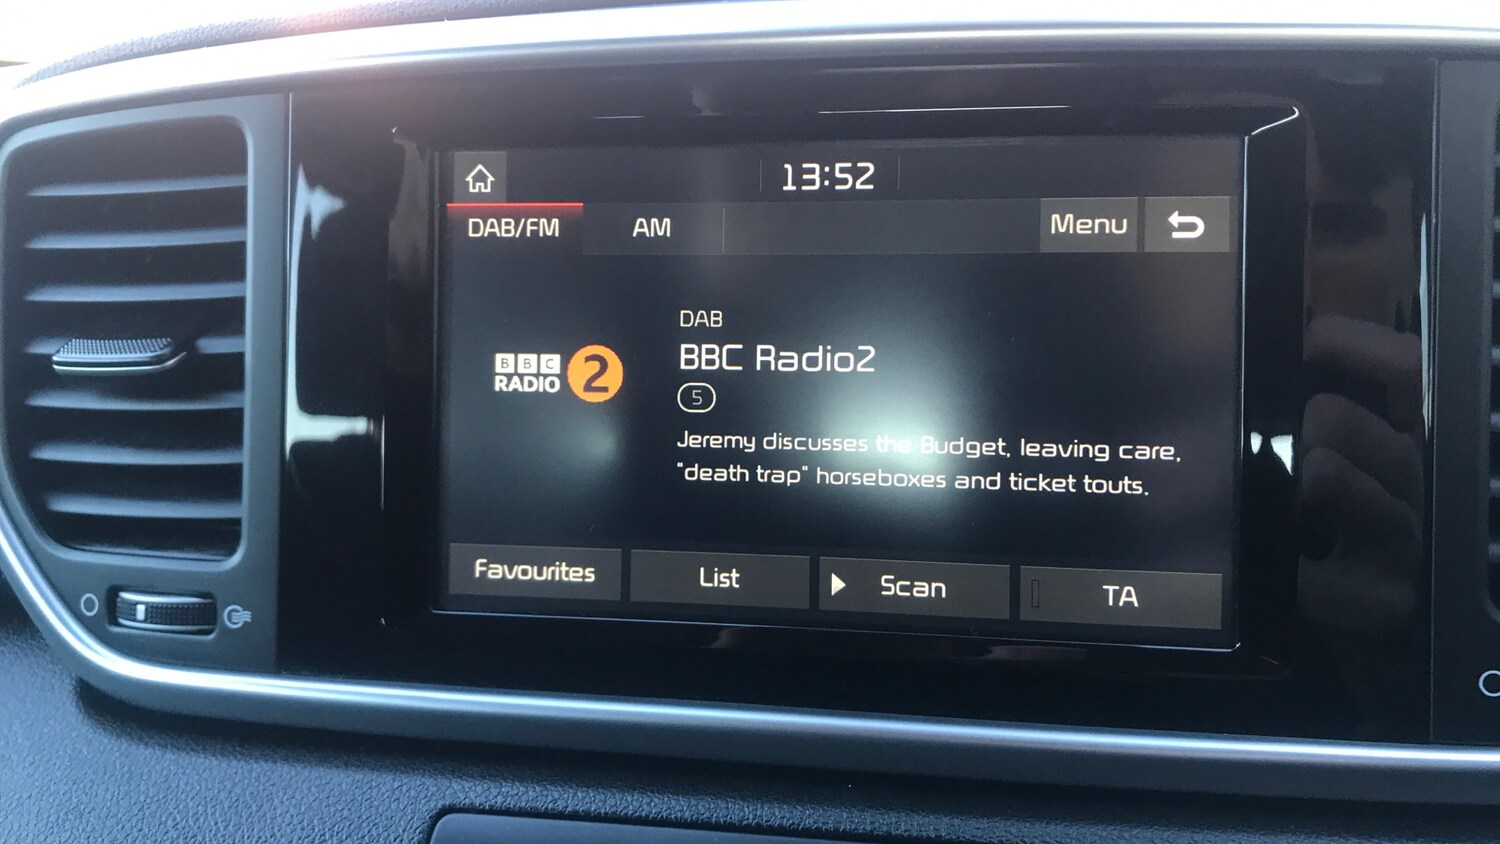 13:52
DAB/FM
AM
Menu
DAB
BBC Radio2
5
BBC
RADIO 2
Jeremy discusses the Budget, leaving care,
"death trap" horseboxes and ticket touts.
Favourites
List
Scan
TA